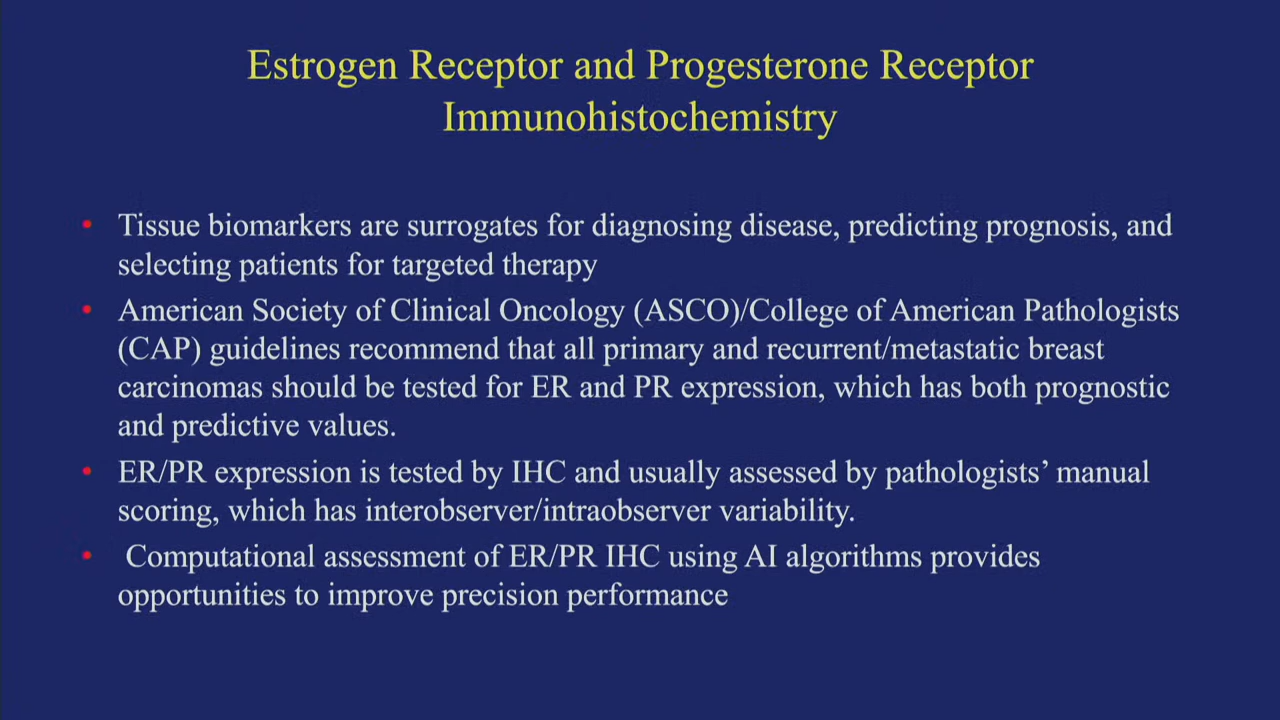 Estrogen Receptor and Progesterone Receptor
Immunohistochemistry
• Tissue biomarkers are surrogates for diagnosing disease, predicting prognosis, and
selecting patients for targeted therapy
• American Society of Clinical Oncology (ASCO)/College of American Pathologists
(CAP) guidelines recommend that all primary and recurrent/metastatic breast
carcinomas should be tested for ER and PR expression, which has both prognostic
and predictive values.
• ER/PR expression is tested by IHC and usually assessed by pathologists’ manual
scoring, which has interobserver/intraobserver variability.
• Computational assessment of ER/PR IHC using AI algorithms provides
opportunities to improve precision performance